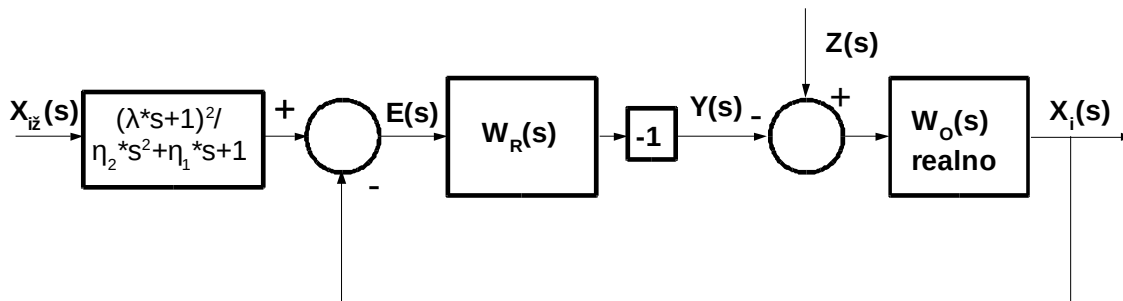 Z(s)
X_iž(s)
(λ*s+1)²/
η₂*s²+η₁*s+1
+
-
E(s)
W_R(s)
-1
Y(s)
-
+
W_O(s)
realno
X_i(s)